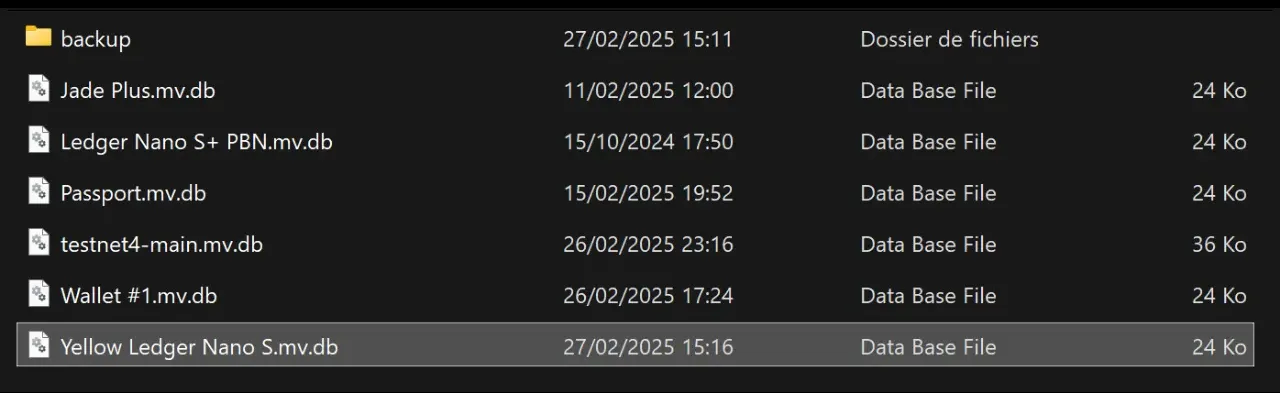 backup 27/02/2025 15:11 Dossier de fichiers
Jade Plus.mv.db 11/02/2025 12:00 Data Base File 24 Ko
Ledger Nano S+ PBN.mv.db 15/10/2024 17:50 Data Base File 24 Ko
Passport.mv.db 15/02/2025 19:52 Data Base File 24 Ko
testnet4-main.mv.db 26/02/2025 23:16 Data Base File 36 Ko
Wallet #1.mv.db 26/02/2025 17:24 Data Base File 24 Ko
Yellow Ledger Nano S.mv.db 27/02/2025 15:16 Data Base File 24 Ko